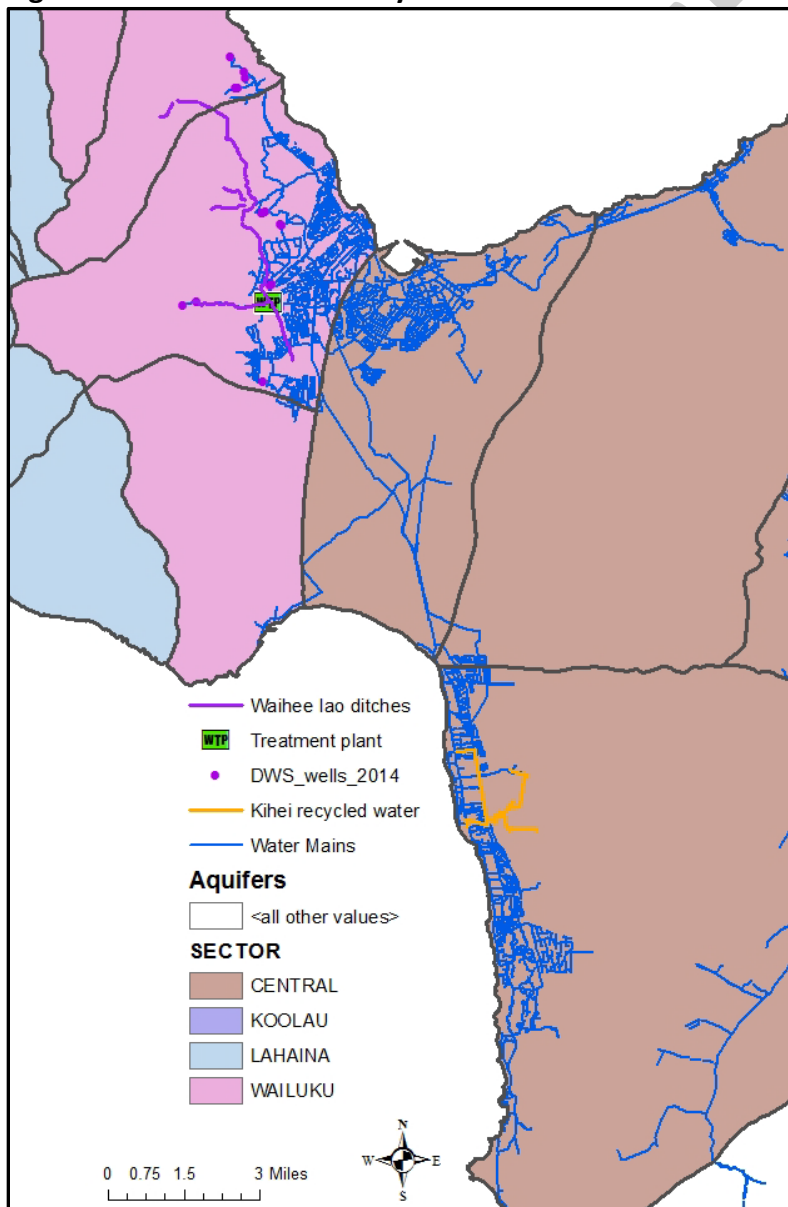 WTP
Waihee Iao ditches
WTP Treatment plant
DWS_wells_2014
Kihei recycled water
Water Mains
Aquifers
<all other values>
SECTOR
CENTRAL
KOOLAU
LAHAINA
WAILUKU
N
W E
S
0 0.75 1.5 3 Miles